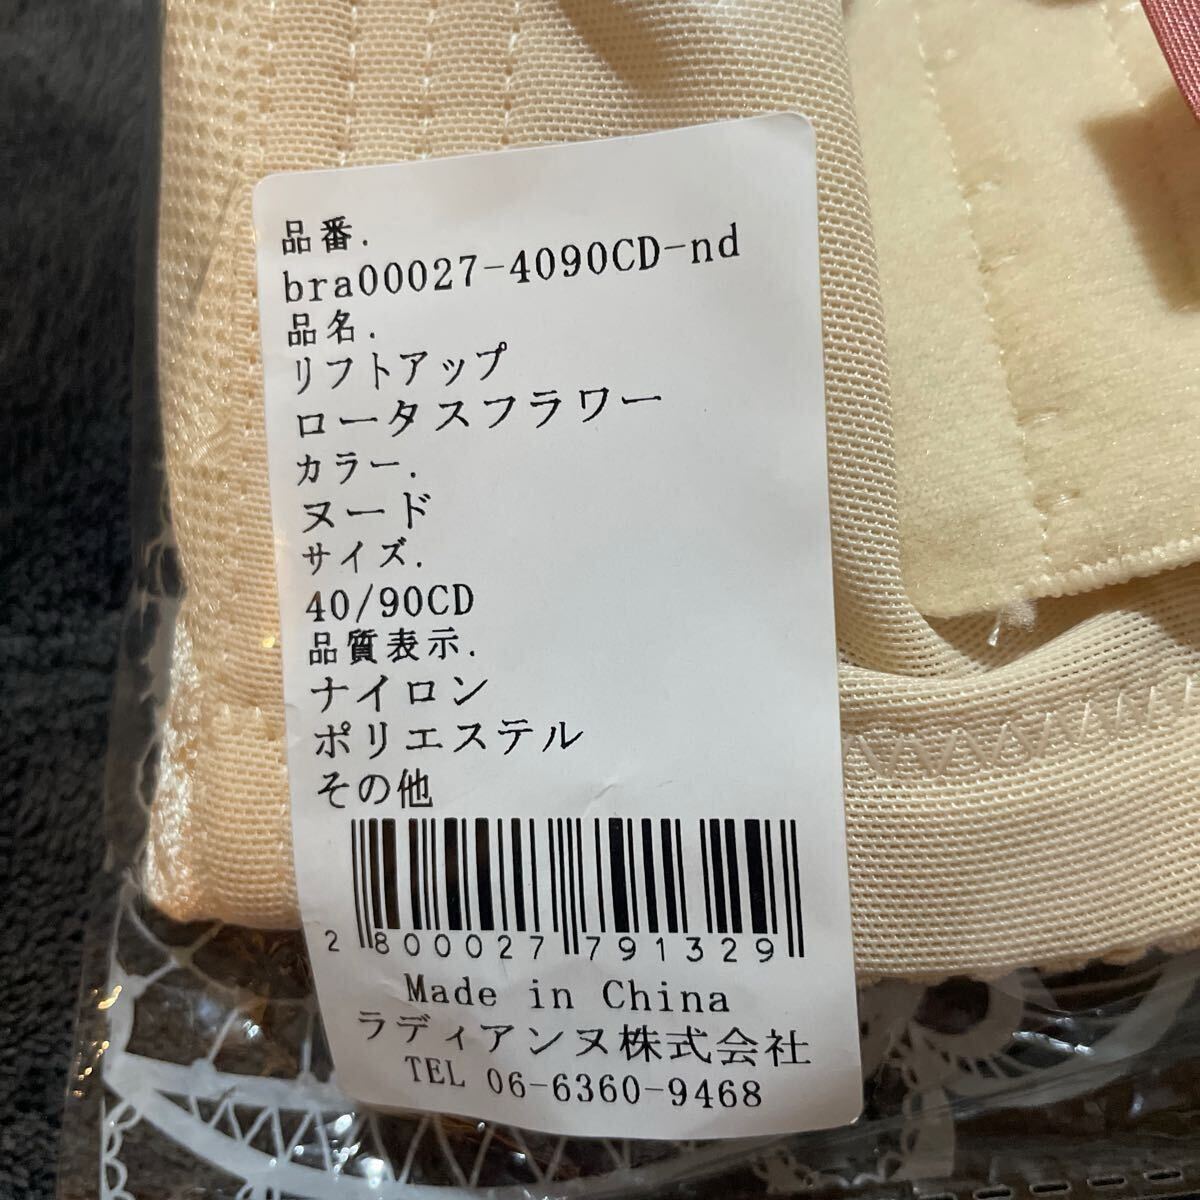 品番.
bra00027-4090CD-nd
品名.
リフトアップ
ロータスフラワー
カラー.
ヌード
サイズ.
40/90CD
品質表示.
ナイロン
ポリエステル
その他
2 800027 791329
Made in China
ラディアンヌ株式会社
TEL 06-6360-9468